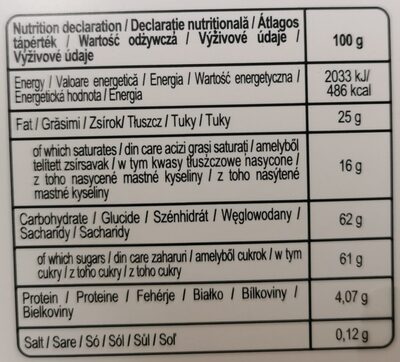 Nutrition declaration / Declarație nutrițională / Átlagos
tápérték / Wartość odżywcza / Výživové údaje /
Výživové údaje
100 g
Energy / Valoare energetică / Energia / Wartość energetyczna /
Energetická hodnota / Energia
2033 kJ/
486 kcal
Fat / Grăsimi / Zsírok/ Tłuszcz / Tuky / Tuky
25 g
of which saturates / din care acizi grași saturați / amelyből
telített zsírsavak / w tym kwasy tłuszczowe nasycone /
z toho nasycené mastné kyseliny / z toho nasýtené
mastné kyseliny
16 g
Carbohydrate / Glucide / Szénhidrát / Węglowodany /
Sacharidy / Sacharidy
62 g
of which sugars / din care zaharuri / amelyből cukrok / w tym
cukry / z toho cukry / z toho cukry
61 g
Protein / Proteine / Fehérje / Białko / Bílkoviny /
Bielkoviny
4,07 g
Salt / Sare / Só / Sól / Sůl / Soľ
0,12 g